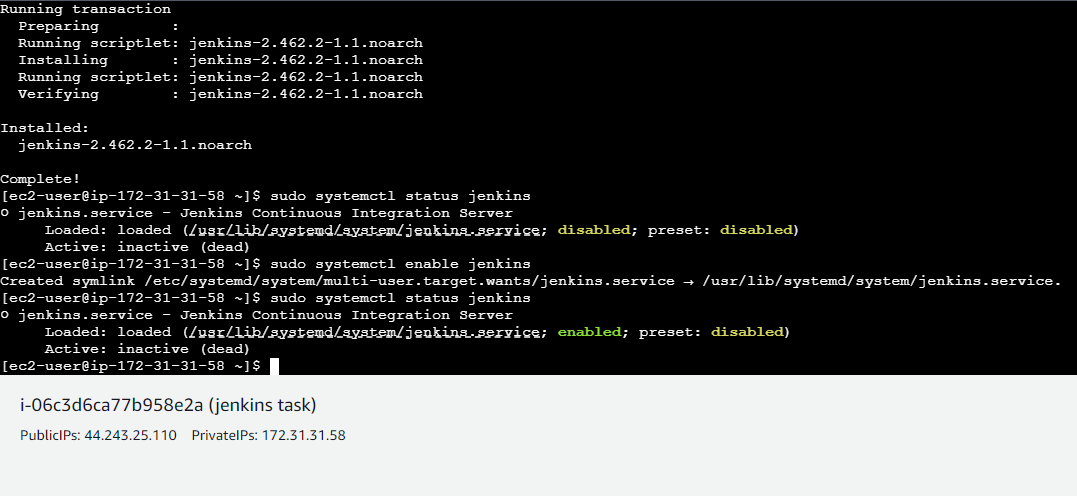 Running transaction
  Preparing        :
  Running scriptlet: jenkins-2.462.2-1.1.noarch
  Installing       : jenkins-2.462.2-1.1.noarch
  Running scriptlet: jenkins-2.462.2-1.1.noarch
  Verifying        : jenkins-2.462.2-1.1.noarch
Installed:
  jenkins-2.462.2-1.1.noarch
Complete!
[ec2-user@ip-172-31-31-58 ~]$ sudo systemctl status jenkins
○ jenkins.service - Jenkins Continuous Integration Server
     Loaded: loaded (/usr/lib/systemd/system/jenkins.service; disabled; preset: disabled)
     Active: inactive (dead)
[ec2-user@ip-172-31-31-58 ~]$ sudo systemctl enable jenkins
Created symlink /etc/systemd/system/multi-user.target.wants/jenkins.service → /usr/lib/systemd/system/jenkins.service.
[ec2-user@ip-172-31-31-58 ~]$ sudo systemctl status jenkins
○ jenkins.service - Jenkins Continuous Integration Server
     Loaded: loaded (/usr/lib/systemd/system/jenkins.service; enabled; preset: disabled)
     Active: inactive (dead)
[ec2-user@ip-172-31-31-58 ~]$
i-06c3d6ca77b958e2a (jenkins task)
PublicIPs: 44.243.25.110 PrivateIPs: 172.31.31.58